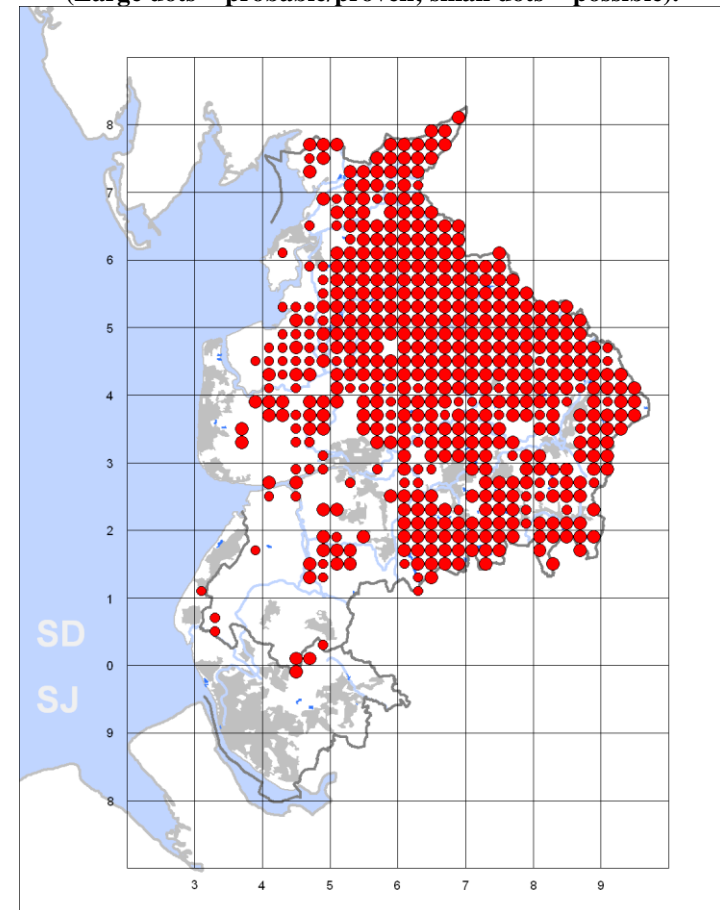 (Large dots = probable/proven; small dots = possible).
8
7
6
5
4
3
2
1
SD
0
SJ
9
8
3 4 5 6 7 8 9